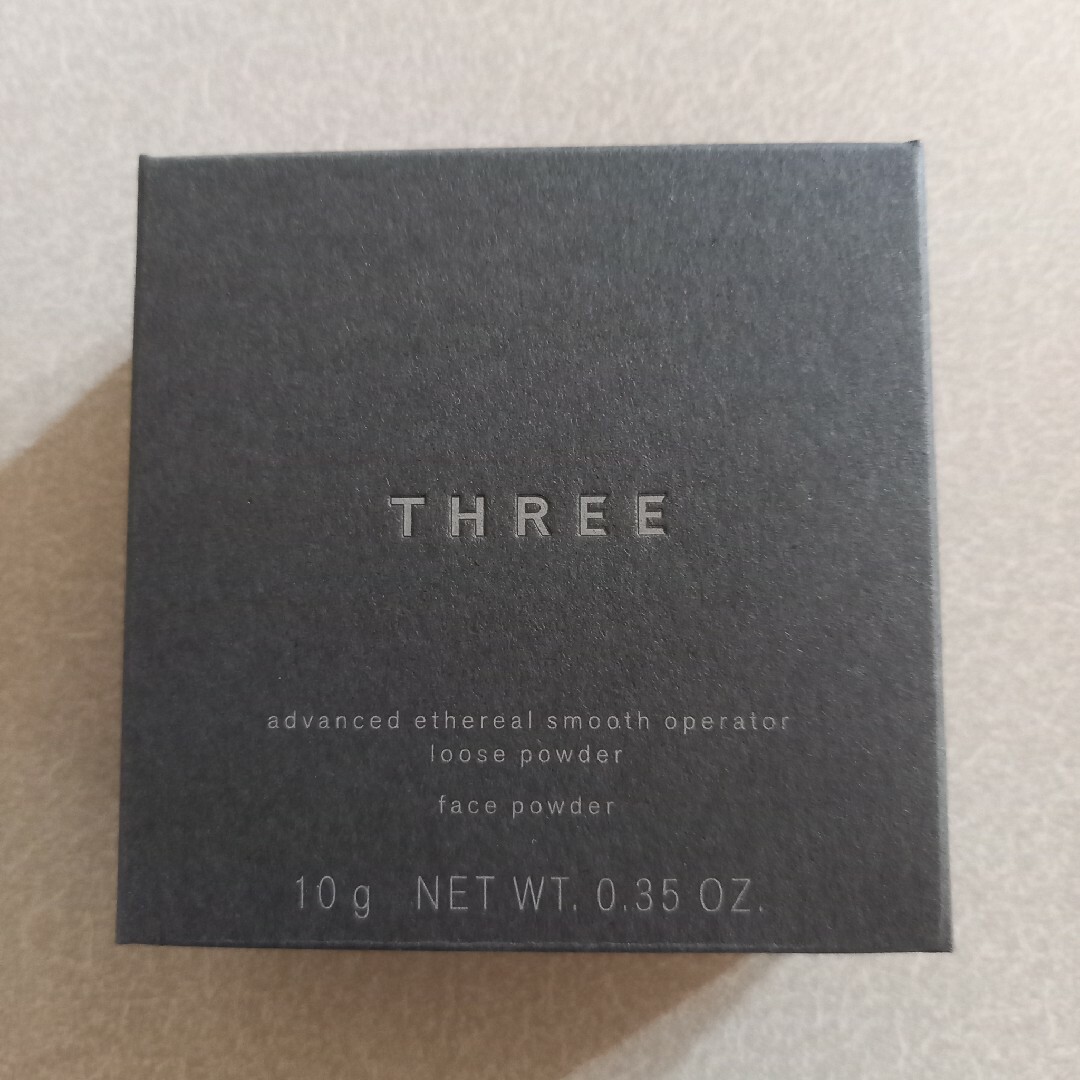 THREE
advanced ethereal smooth operator
loose powder
face powder
10 g NET WT. 0.35 OZ.